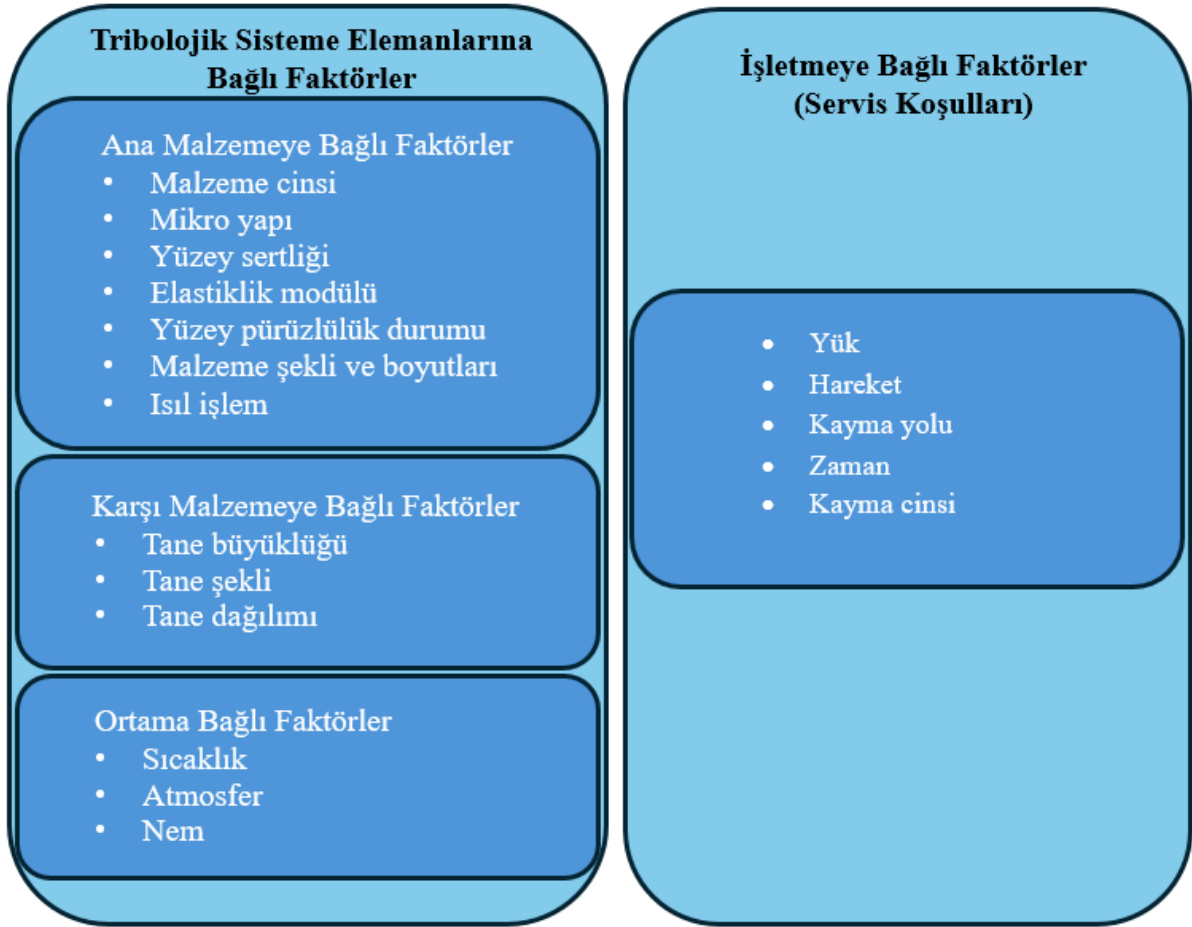 Tribolojik Sisteme Elemanlarına
Bağlı Faktörler
Ana Malzemeye Bağlı Faktörler
• Malzeme cinsi
• Mikro yapı
• Yüzey sertliği
• Elastiklik modülü
• Yüzey pürüzlülük durumu
• Malzeme şekli ve boyutları
• Isıl işlem
Karşı Malzemeye Bağlı Faktörler
• Tane büyüklüğü
• Tane şekli
• Tane dağılımı
Ortama Bağlı Faktörler
• Sıcaklık
• Atmosfer
• Nem
İşletmeye Bağlı Faktörler
(Servis Koşulları)
• Yük
• Hareket
• Kayma yolu
• Zaman
• Kayma cinsi